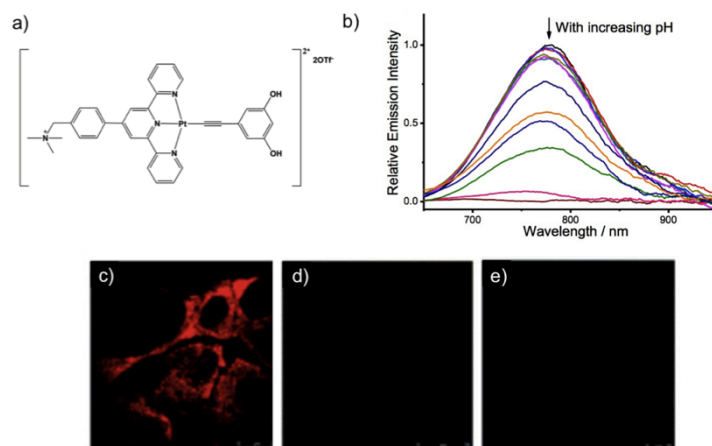 a)
2+
2OTf-
OH
N
N+
N
Pt
N
OH
b)
With increasing pH
Relative Emission Intensity
1.0
0.5
0.0
700
800
900
Wavelength / nm
c)
d)
e)